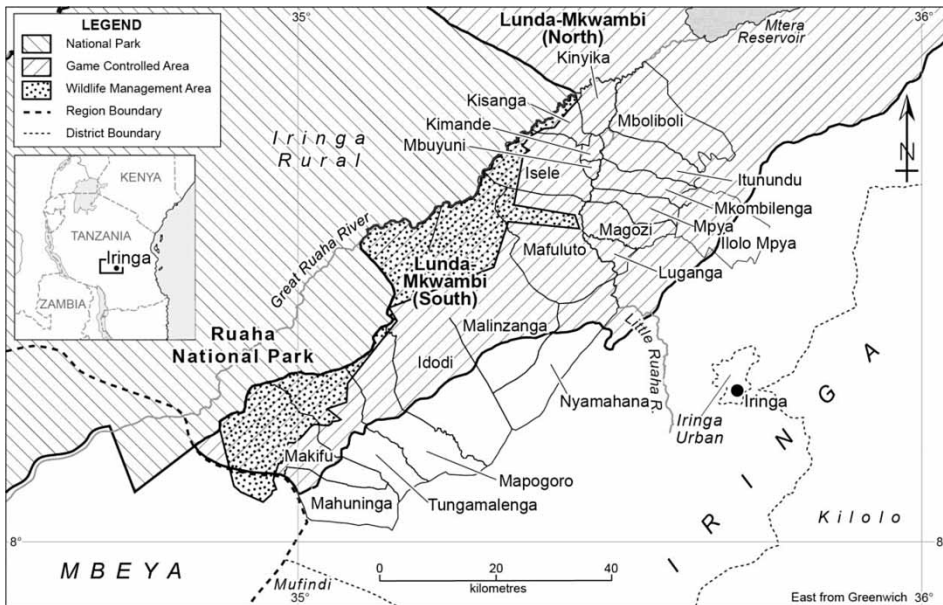 LEGEND
National Park
Game Controlled Area
Wildlife Management Area
Region Boundary
District Boundary
KENYA
TANZANIA
Iringa
ZAMBIA
35°
36°
Lunda-Mkwambi
(North)
Mtera
Reservoir
Kinyika
Kisanga
Kimande
Mbuyuni
Mboliboli
Iringa
Rural
Isele
Itunundu
Mkombilenga
Mpya
Magozi
Ilolo Mpya
Great Ruaha River
Mafuluto
Luganga
Lunda-
Mkwambi
(South)
Malinzanga
Little Ruaha R.
Ruaha
National Park
Idodi
Nyamahana
Iringa
Iringa
Urban
IRINGA
Makifu
Mapogoro
Mahuninga
Tungamalenga
Kilolo
8°
8°
MBEYA
Mufindi
0 20 40
kilometres
35°
East from Greenwich
36°
N